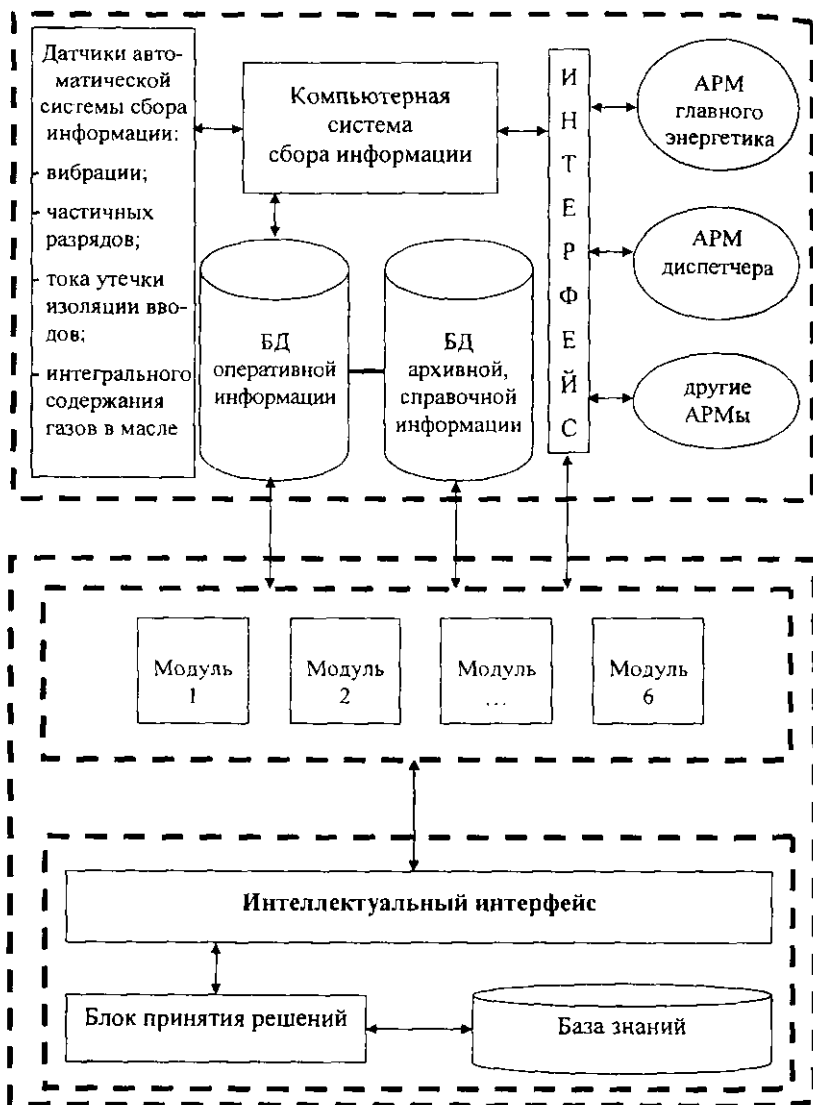 Датчики авто-
матической
системы сбора
информации:
- вибрации;
- частичных
разрядов;
- тока утечки
изоляции вво-
дов;
- интегрального
содержания
газов в масле
Компьютерная
система
сбора информации
БД
оперативной
информации
БД
архивной,
справочной
информации
И
Н
Т
Е
Р
Ф
Е
Й
С
АРМ
главного
энергетика
АРМ
диспетчера
другие
АРМы
Модуль
1
Модуль
2
Модуль
...
Модуль
6
Интеллектуальный интерфейс
Блок принятия решений
База знаний